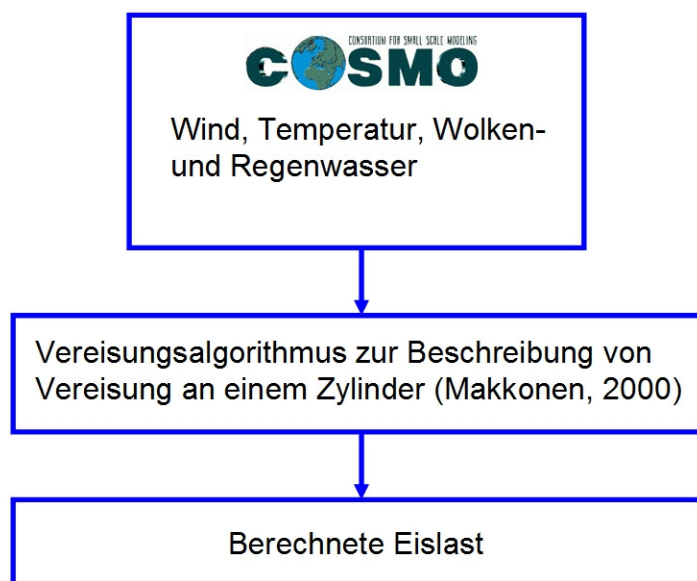 CONSORTIUM FOR SMALL SCALE MODELING
COSMO
Wind, Temperatur, Wolken-
und Regenwasser
Vereisungsalgorithmus zur Beschreibung von
Vereisung an einem Zylinder (Makkonen, 2000)
Berechnete Eislast